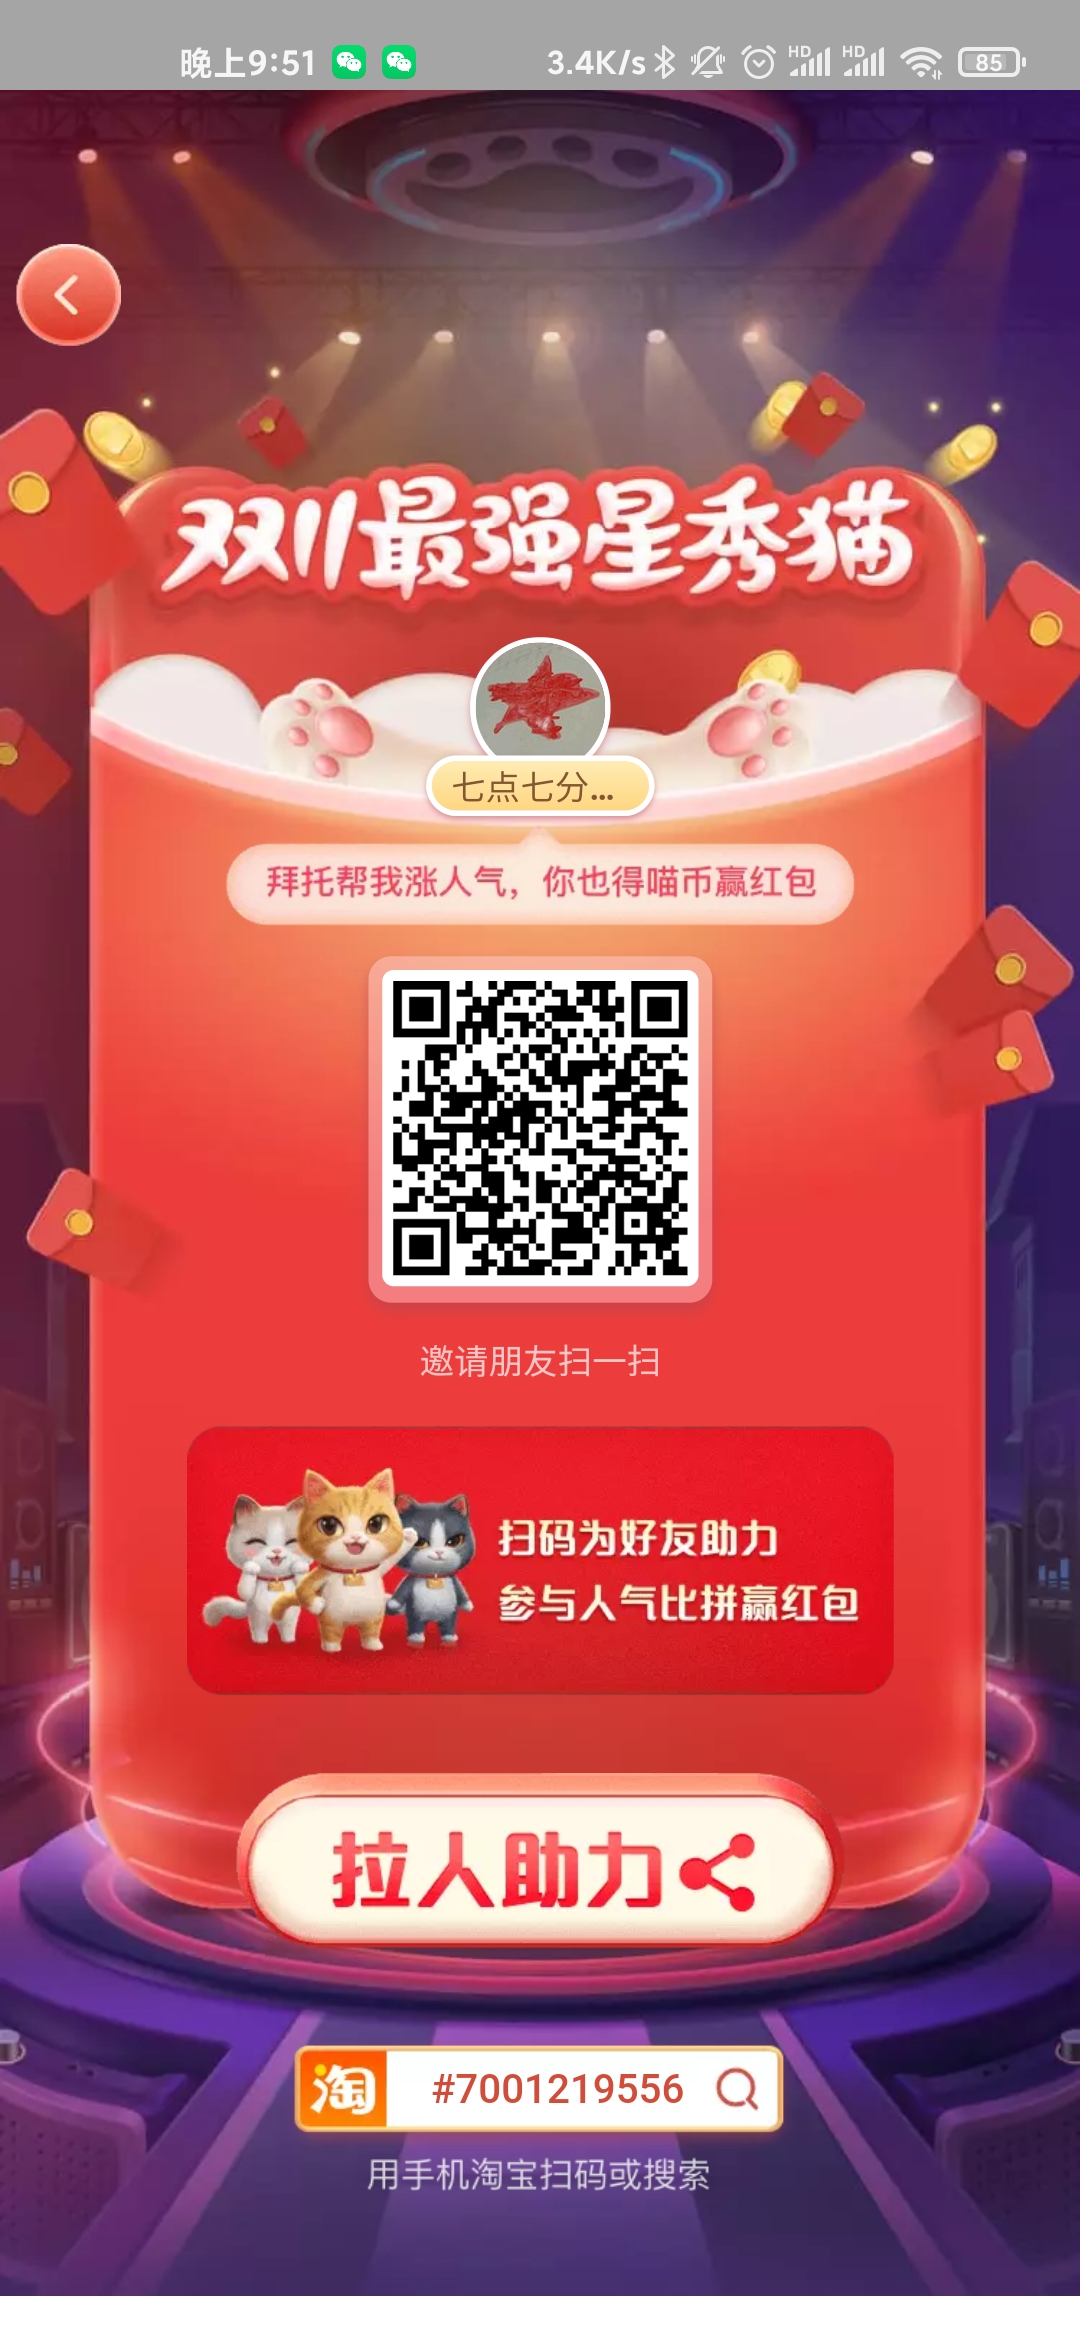 晚上9:51
3.4K/s
HD
HD
85
双11最强星秀猫
七点七分...
拜托帮我涨人气，你也得喵币赢红包
邀请朋友扫一扫
扫码为好友助力
参与人气比拼赢红包
拉人助力
淘
#7001219556
用手机淘宝扫码或搜索